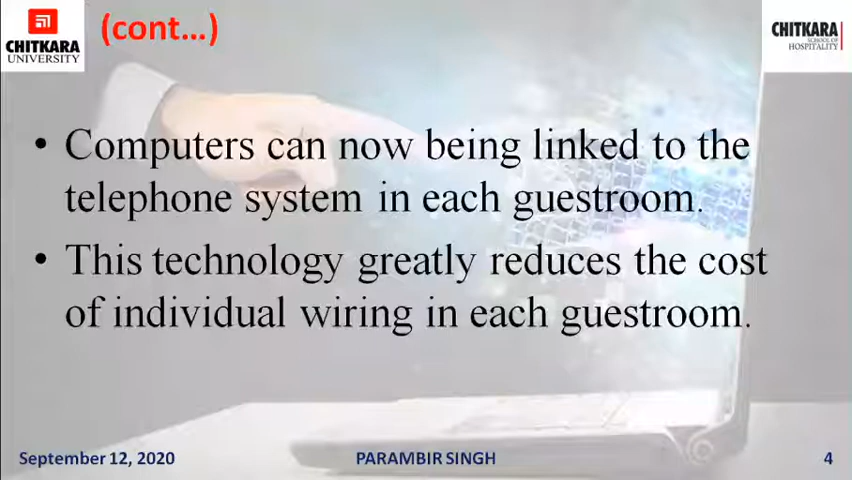 CHITKARA
UNIVERSITY
(cont...)
CHITKARA
SCHOOL OF
HOSPITALITY
• Computers can now being linked to the
telephone system in each guestroom.
• This technology greatly reduces the cost
of individual wiring in each guestroom.
September 12, 2020
PARAMBIR SINGH
4